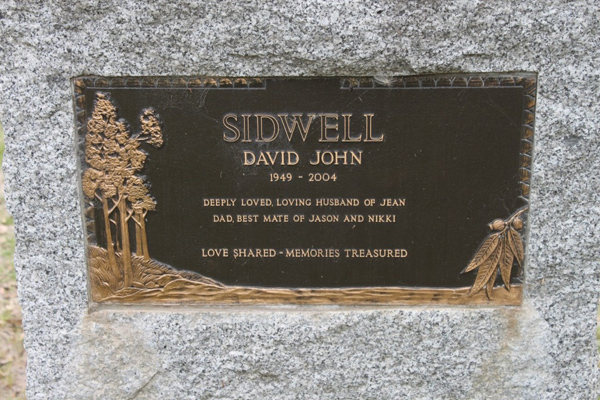 SIDWELL
DAVID JOHN
1949 - 2004
DEEPLY LOVED, LOVING HUSBAND OF JEAN
DAD, BEST MATE OF JASON AND NIKKI
LOVE SHARED - MEMORIES TREASURED